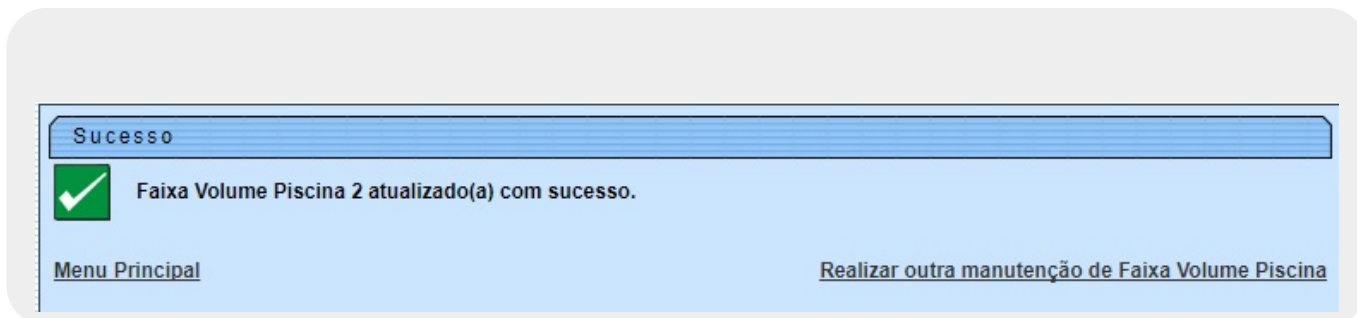 Sucesso
Faixa Volume Piscina 2 atualizado(a) com sucesso.
Menu Principal
Realizar outra manutenção de Faixa Volume Piscina